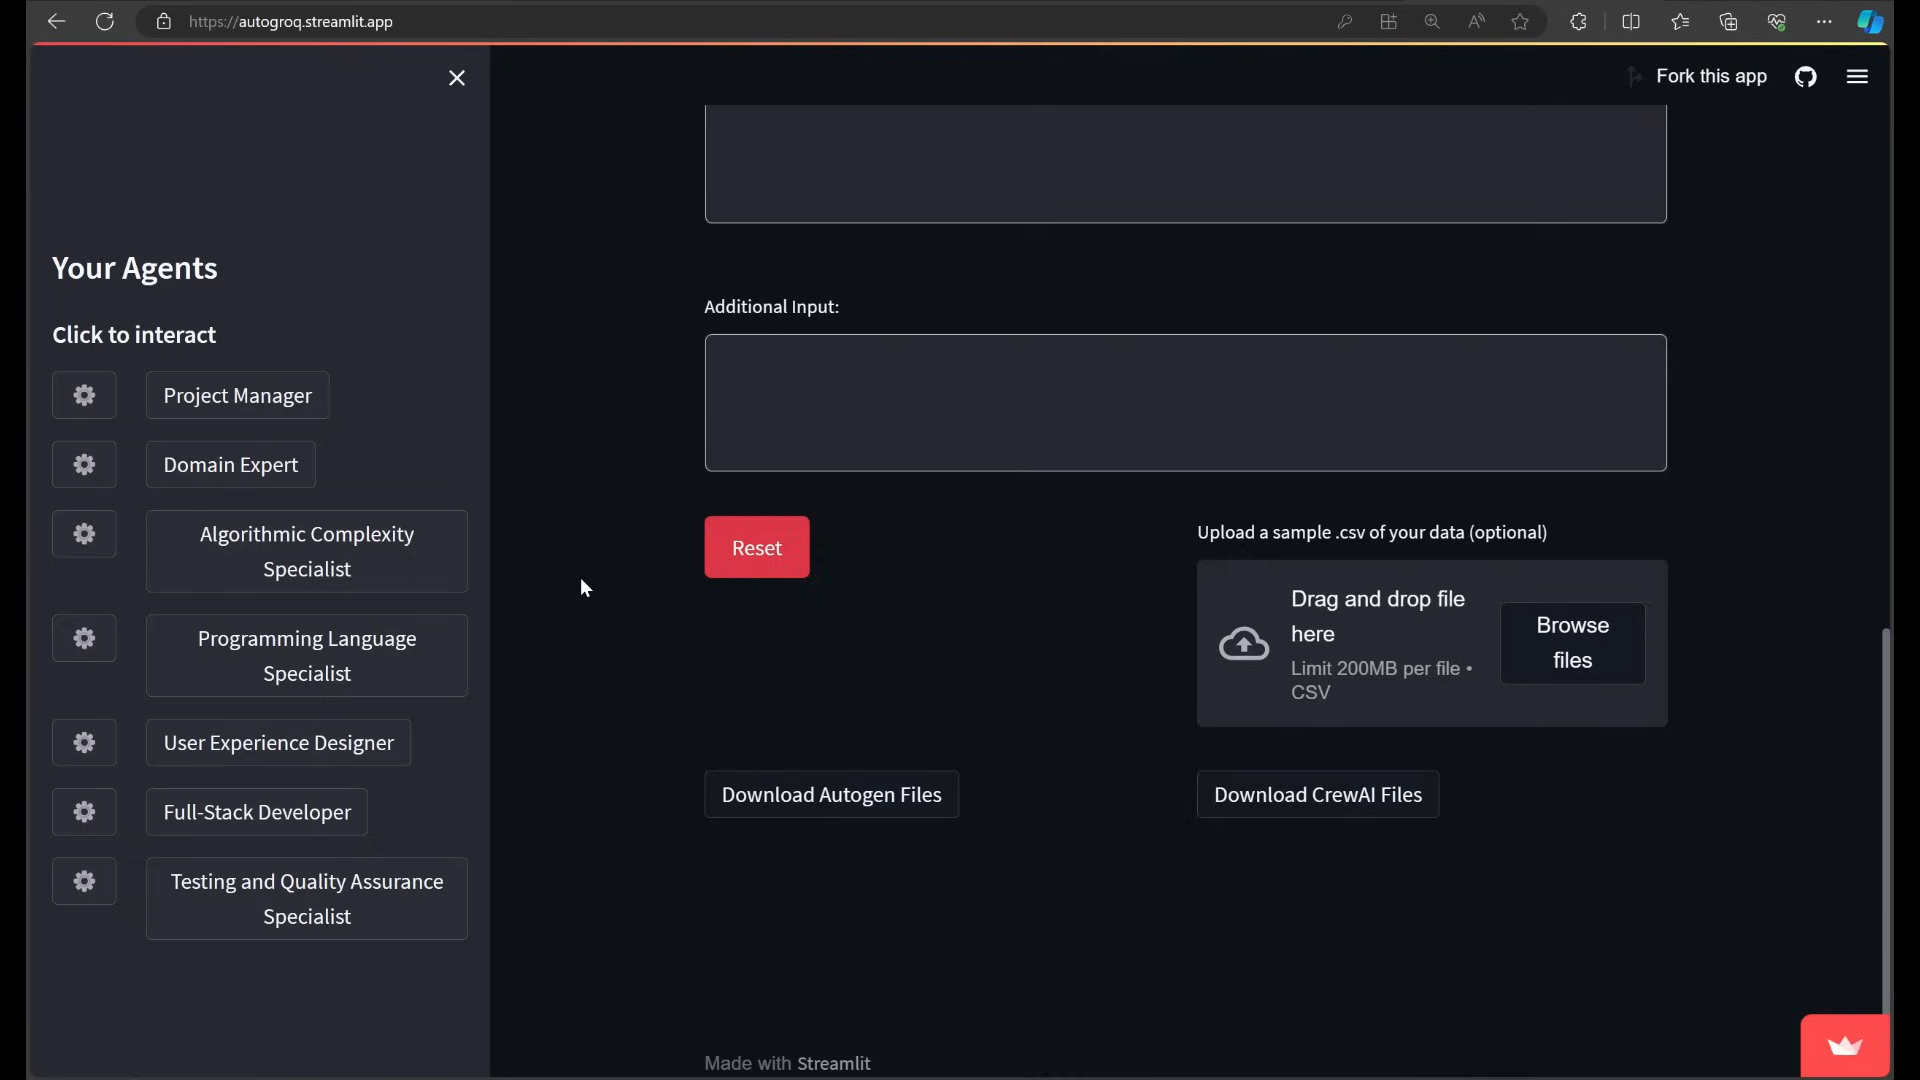 https://autogroq.streamlit.app
Fork this app
Your Agents
Click to interact
Project Manager
Domain Expert
Algorithmic Complexity
Specialist
Programming Language
Specialist
User Experience Designer
Full-Stack Developer
Testing and Quality Assurance
Specialist
Additional Input:
Reset
Upload a sample .csv of your data (optional)
Drag and drop file
here
Limit 200MB per file •
CSV
Browse
files
Download Autogen Files
Download CrewAI Files
Made with Streamlit